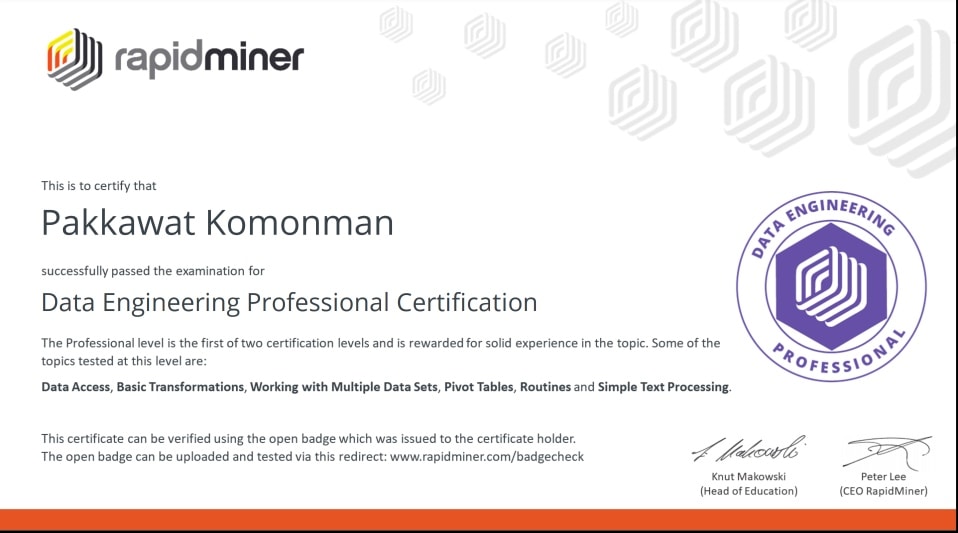 rapidminer
This is to certify that
Pakkawat Komonman
successfully passed the examination for
Data Engineering Professional Certification
The Professional level is the first of two certification levels and is rewarded for solid experience in the topic. Some of the
topics tested at this level are:
Data Access, Basic Transformations, Working with Multiple Data Sets, Pivot Tables, Routines and Simple Text Processing.
DATA ENGINEERING
PROFESSIONAL
This certificate can be verified using the open badge which was issued to the certificate holder.
The open badge can be uploaded and tested via this redirect: www.rapidminer.com/badgecheck
Knut Makowski
(Head of Education)
Peter Lee
(CEO RapidMiner)